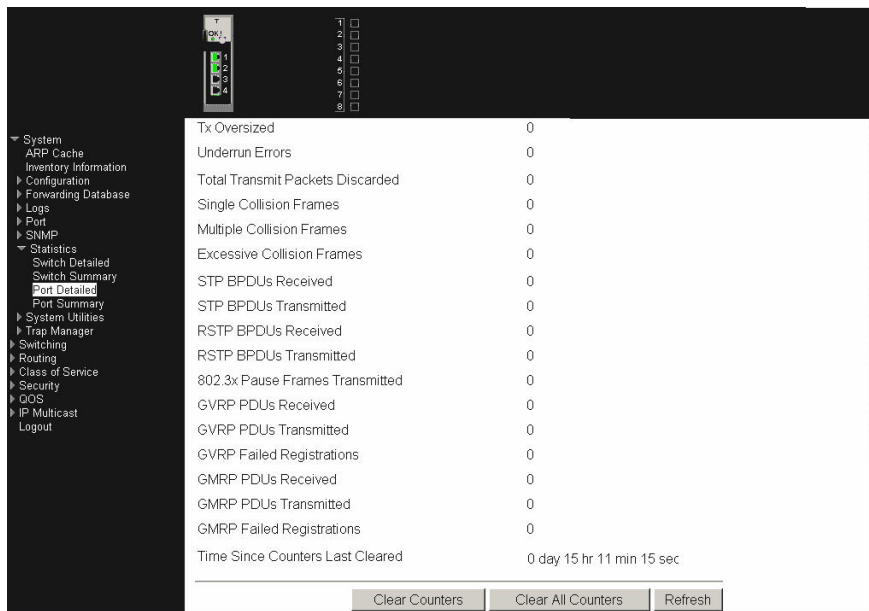 T
OK!
1
2
3
4
1
2
3
4
5
6
7
8
System
ARP Cache
Inventory Information
Configuration
Forwarding Database
Logs
Port
SNMP
Statistics
Switch Detailed
Switch Summary
Port Detailed
Port Summary
System Utilities
Trap Manager
Switching
Routing
Class of Service
Security
QOS
IP Multicast
Logout
Tx Oversized 0
Underrun Errors 0
Total Transmit Packets Discarded 0
Single Collision Frames 0
Multiple Collision Frames 0
Excessive Collision Frames 0
STP BPDUs Received 0
STP BPDUs Transmitted 0
RSTP BPDUs Received 0
RSTP BPDUs Transmitted 0
802.3x Pause Frames Transmitted 0
GVRP PDUs Received 0
GVRP PDUs Transmitted 0
GVRP Failed Registrations 0
GMRP PDUs Received 0
GMRP PDUs Transmitted 0
GMRP Failed Registrations 0
Time Since Counters Last Cleared 0 day 15 hr 11 min 15 sec
Clear Counters Clear All Counters Refresh